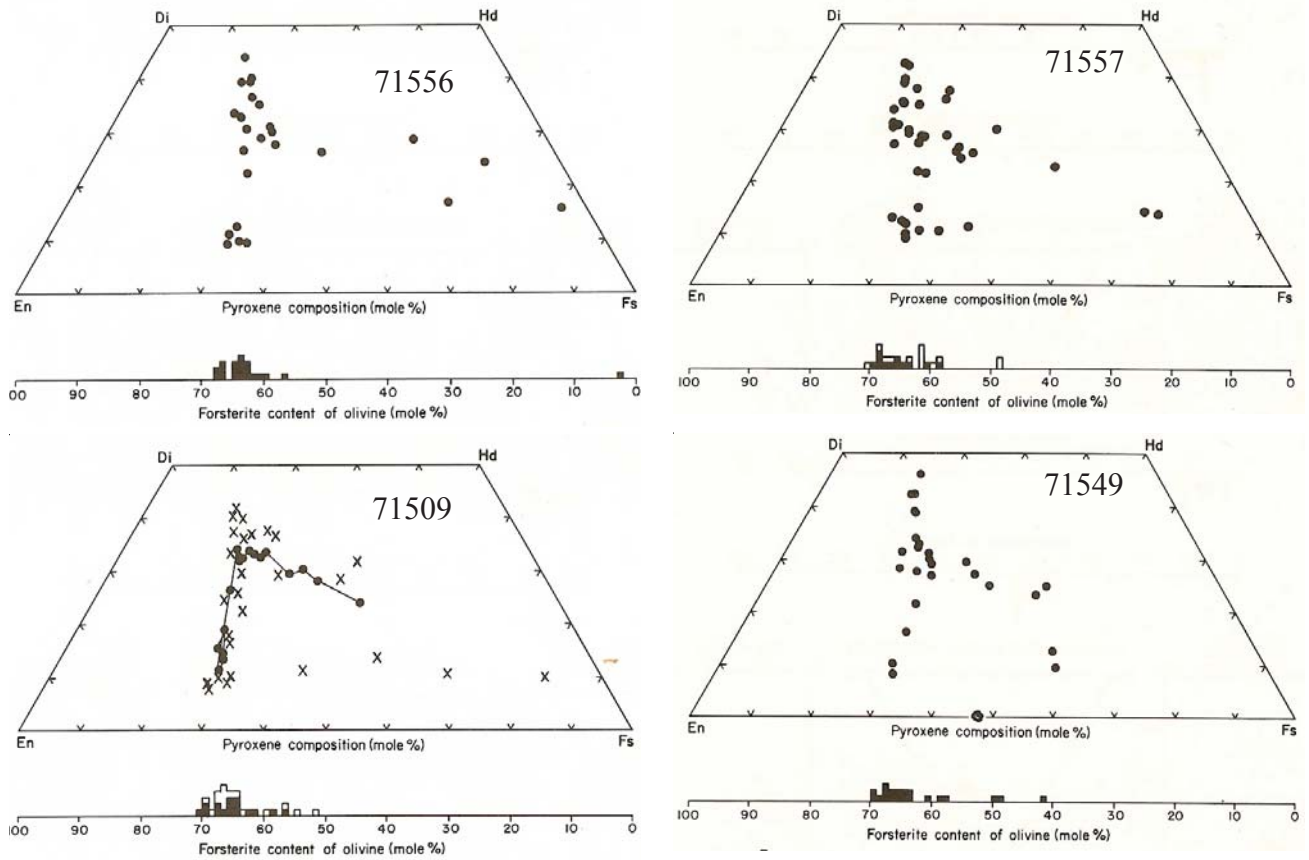 Di Hd
71556
En Fs
Pyroxene composition (mole %)
100 90 80 70 60 50 40 30 20 10 0
Forsterite content of olivine (mole %)
Di Hd
71557
En Fs
Pyroxene composition (mole %)
100 90 80 70 60 50 40 30 20 10 0
Forsterite content of olivine (mole %)
Di Hd
71509
En Fs
Pyroxene composition (mole %)
00 90 80 70 60 50 40 30 20 10 0
Forsterite content of olivine (mole %)
Di Hd
71549
En Fs
Pyroxene composition (mole %)
100 90 80 70 60 50 40 30 20 10 0
Forsterite content of olivine (mole %)